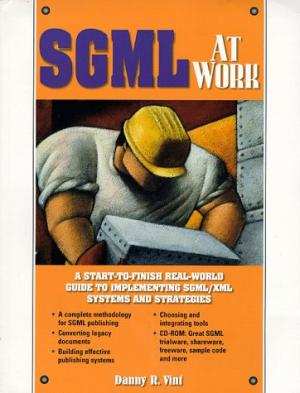 SGML AT
WORK
A START-TO-FINISH REAL-WORLD
GUIDE TO IMPLEMENTING SGML/XML
SYSTEMS AND STRATEGIES
• A complete methodology
for SGML publishing
• Converting legacy
documents
• Building effective
publishing systems
• Choosing and
integrating tools
• CD-ROM: Great SGML
trialware, shareware,
freeware, sample code
and more
Danny R. Vint